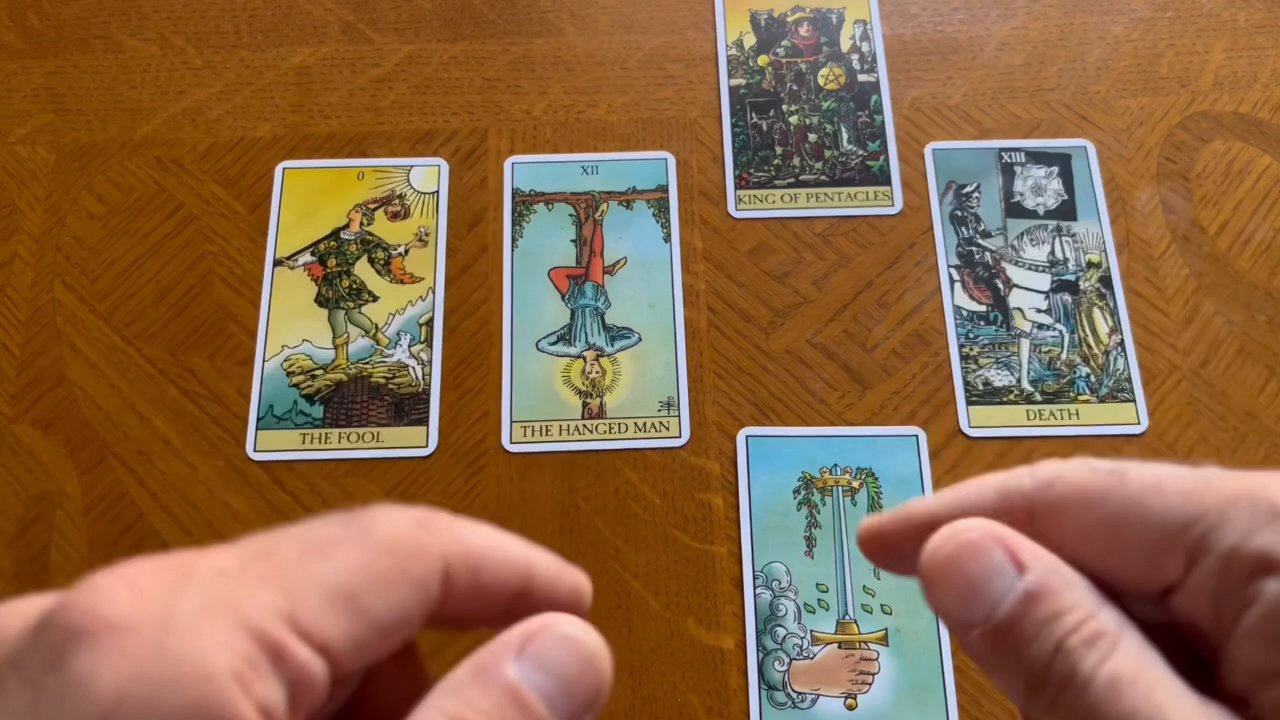 KING OF PENTACLES
0
THE FOOL
XII
THE HANGED MAN
XIII
DEATH